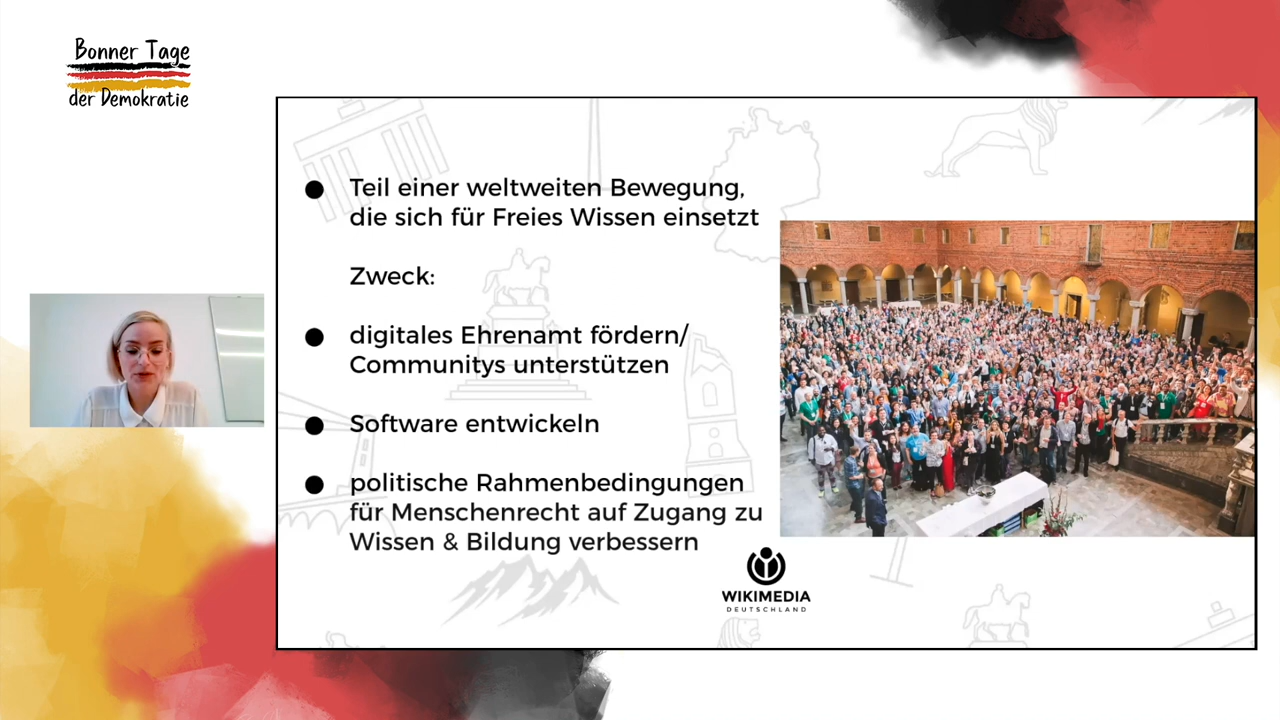 Bonner Tage
der Demokratie
Teil einer weltweiten Bewegung,
die sich für Freies Wissen einsetzt
Zweck:
digitales Ehrenamt fördern/
Communitys unterstützen
Software entwickeln
politische Rahmenbedingungen
für Menschenrecht auf Zugang zu
Wissen & Bildung verbessern
WIKIMEDIA
DEUTSCHLAND